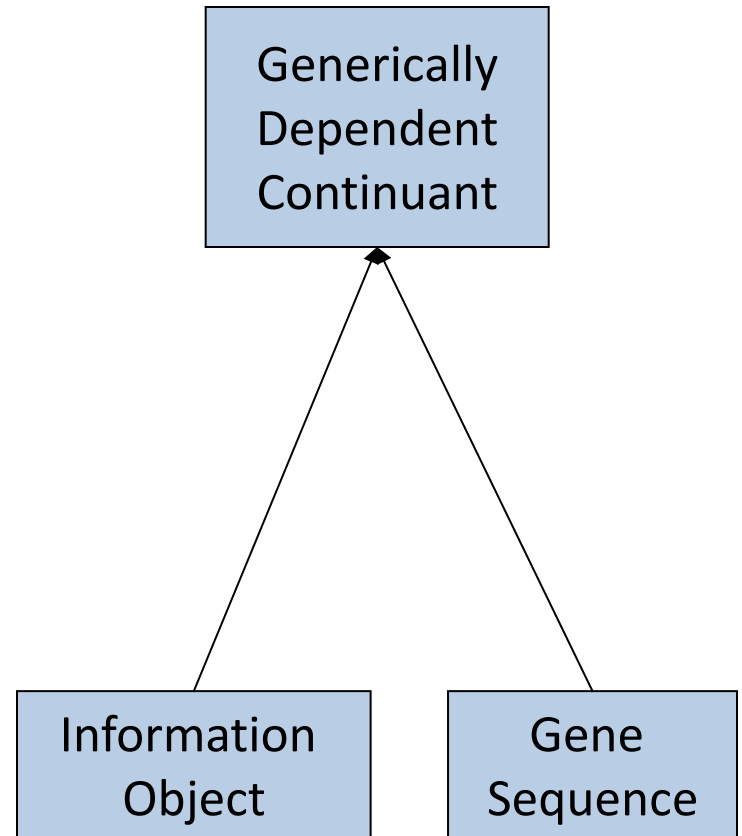 Generically
Dependent
Continuant
Information
Object
Gene
Sequence